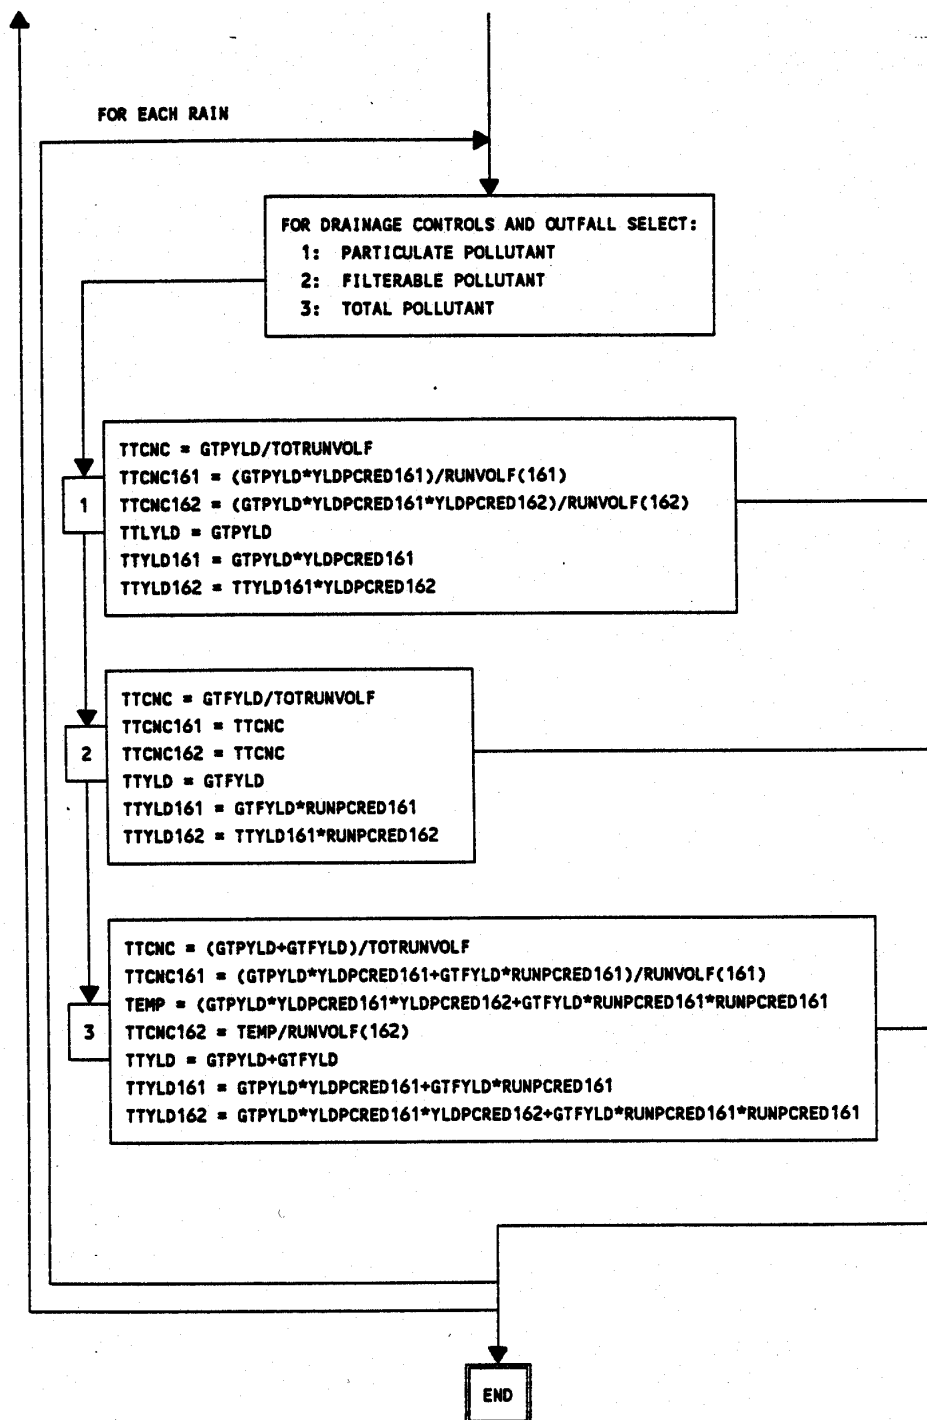 FOR EACH RAIN
FOR DRAINAGE CONTROLS AND OUTFALL SELECT:
1: PARTICULATE POLLUTANT
2: FILTERABLE POLLUTANT
3: TOTAL POLLUTANT
1
TTCNC = GTPYLD/TOTRUNVOLF
TTCNC161 = (GTPYLD*YLDPCRED161)/RUNVOLF(161)
TTCNC162 = (GTPYLD*YLDPCRED161*YLDPCRED162)/RUNVOLF(162)
TTLYLD = GTPYLD
TTYLD161 = GTPYLD*YLDPCRED161
TTYLD162 = TTYLD161*YLDPCRED162
2
TTCNC = GTFYLD/TOTRUNVOLF
TTCNC161 = TTCNC
TTCNC162 = TTCNC
TTYLD = GTFYLD
TTYLD161 = GTFYLD*RUNPCRED161
TTYLD162 = TTYLD161*RUNPCRED162
3
TTCNC = (GTPYLD+GTFYLD)/TOTRUNVOLF
TTCNC161 = (GTPYLD*YLDPCRED161+GTFYLD*RUNPCRED161)/RUNVOLF(161)
TEMP = (GTPYLD*YLDPCRED161*YLDPCRED162+GTFYLD*RUNPCRED161*RUNPCRED161
TTCNC162 = TEMP/RUNVOLF(162)
TTYLD = GTPYLD+GTFYLD
TTYLD161 = GTPYLD*YLDPCRED161+GTFYLD*RUNPCRED161
TTYLD162 = GTPYLD*YLDPCRED161*YLDPCRED162+GTFYLD*RUNPCRED161*RUNPCRED161
END